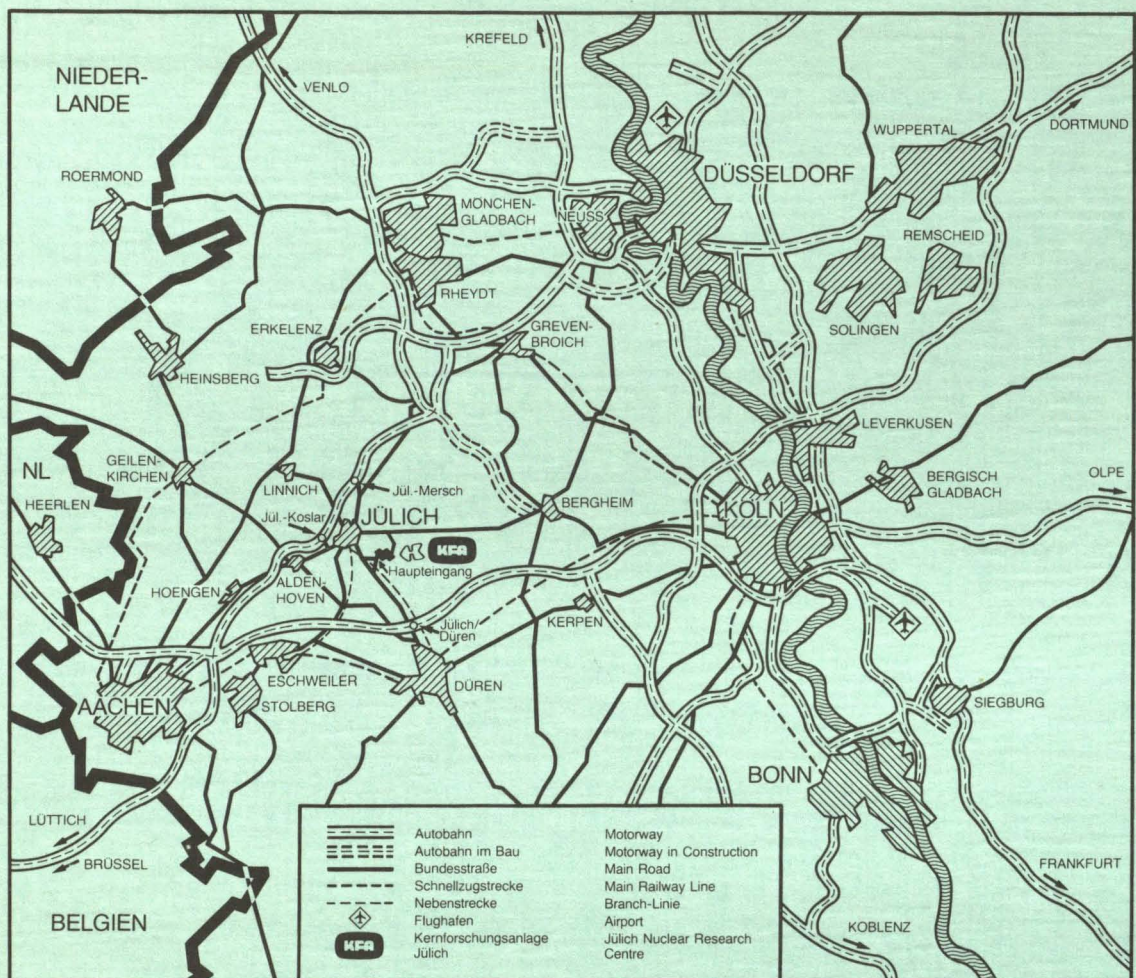 KREFELD
NIEDER-
LANDE
VENLO
WUPPERTAL
DORTMUND
ROERMOND
DÜSSELDORF
MÖNCHEN-
GLADBACH
NEUSS
REMSCHEID
RHEYDT
SOLINGEN
ERKELENZ
GREVEN-
BROICH
HEINSBERG
LEVERKUSEN
NL
GEILEN-
KIRCHEN
LINNICH
Jül.-Mersch
BERGHEIM
BERGISCH
GLADBACH
OLPE
HEERLEN
Jül.-Koslar
JÜLICH
KÖLN
KFA
Haupteingang
HOENGEN
ALDEN-
HOVEN
KERPEN
Jülich/
Düren
ESCHWEILER
DÜREN
AACHEN
STOLBERG
SIEGBURG
BONN
LÜTTICH
BRÜSSEL
BELGIEN
FRANKFURT
KOBLENZ
Autobahn Motorway
Autobahn im Bau Motorway in Construction
Bundesstraße Main Road
Schnellzugstrecke Main Railway Line
Nebenstrecke Branch-Linie
Flughafen Airport
KFA Kernforschungsanlage Jülich Nuclear Research
Jülich Centre